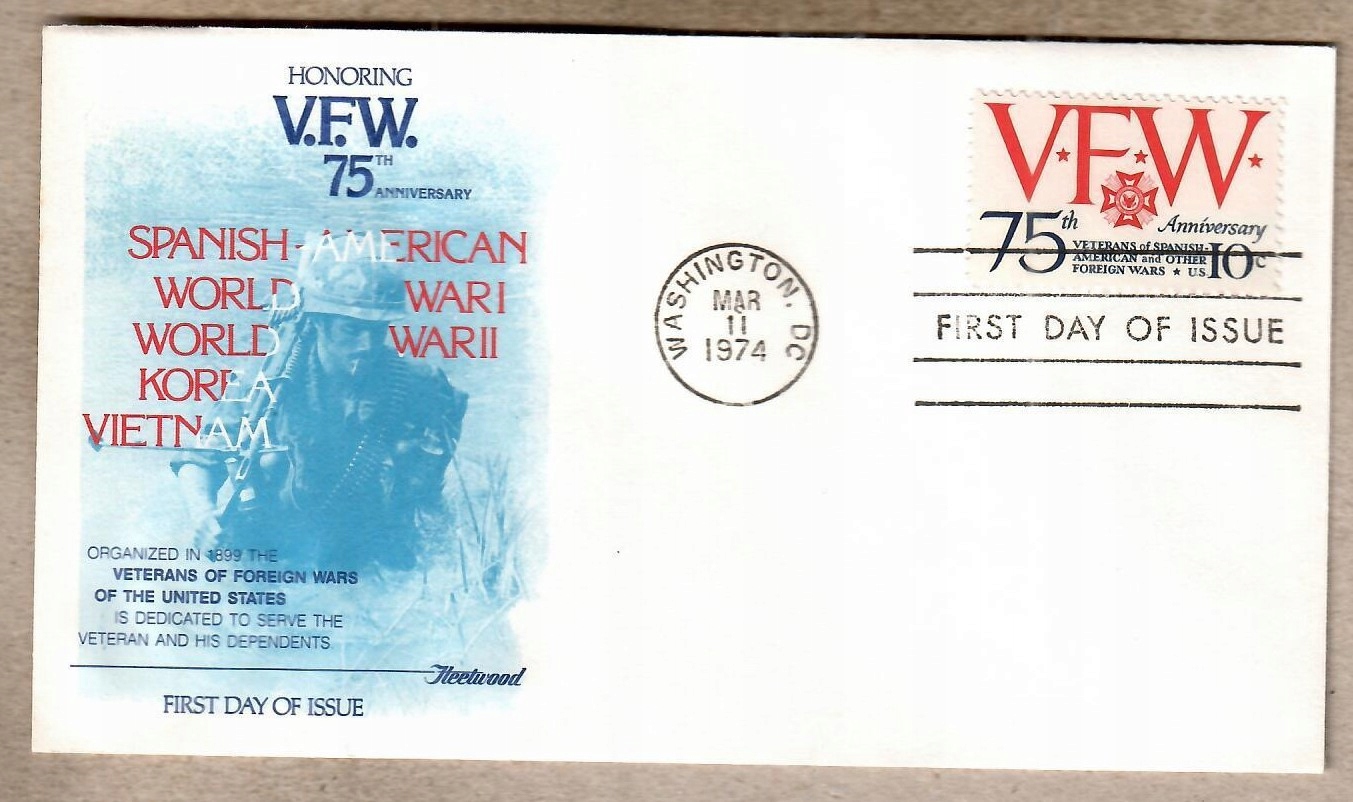 HONORING
V.F.W.
75TH
ANNIVERSARY
SPANISH-AMERICAN
WORLD WAR I
WORLD WAR II
KOREA
VIETNAM
ORGANIZED IN 1899 THE
VETERANS OF FOREIGN WARS
OF THE UNITED STATES
IS DEDICATED TO SERVE THE
VETERAN AND HIS DEPENDENTS
Fleetwood
FIRST DAY OF ISSUE
WASHINGTON, DC
MAR
11
1974
V★F★W★
75th Anniversary
VETERANS of SPANISH-
AMERICAN and OTHER
FOREIGN WARS ★ U.S. 10c
FIRST DAY OF ISSUE